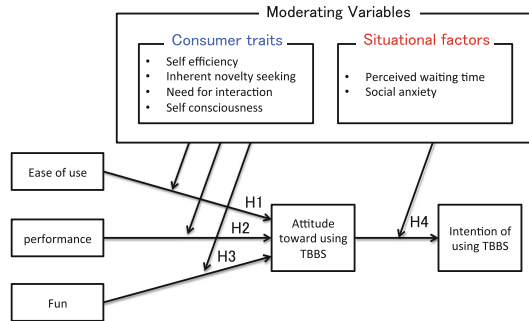 Moderating Variables
Consumer traits
• Self efficiency
• Inherent novelty seeking
• Need for interaction
• Self consciousness
Situational factors
• Perceived waiting time
• Social anxiety
Ease of use
performance
Fun
H1
H2
H3
Attitude
toward using
TBBS
H4
Intention of
using TBBS